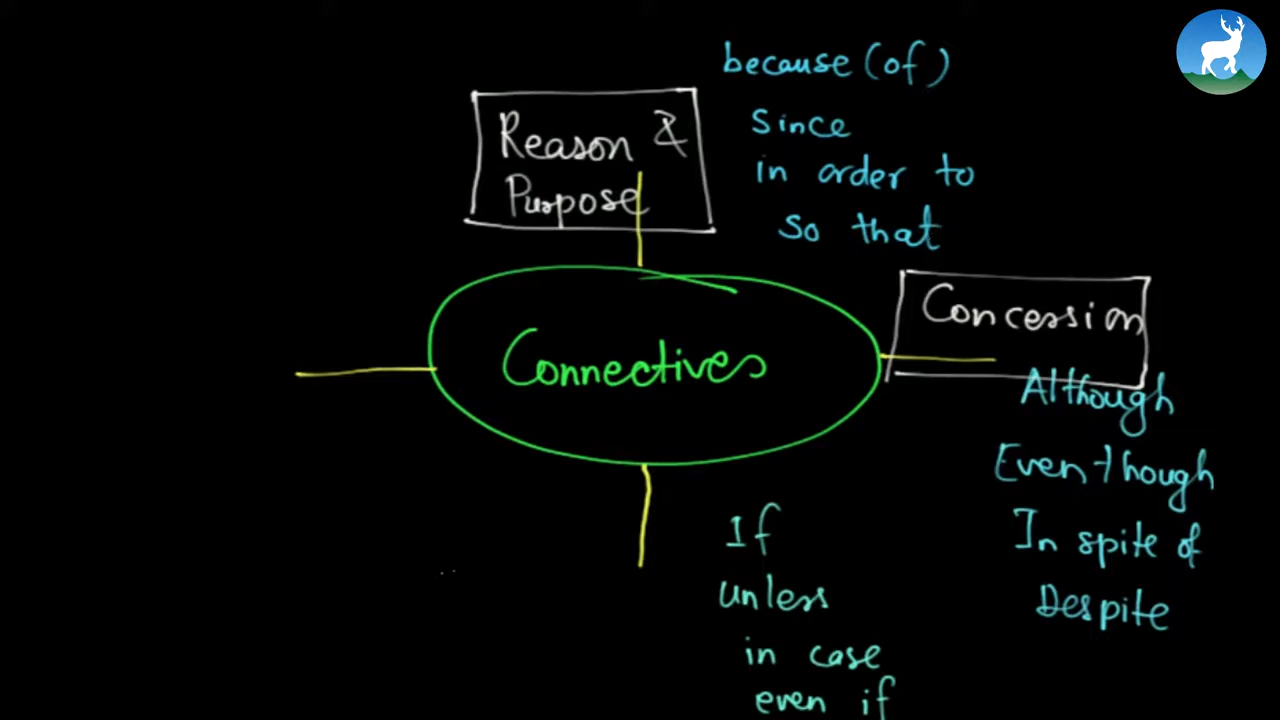 because (of)
since
in order to
so that
Reason &
Purpose
Connectives
Concession
Although
Even though
In spite of
Despite
If
unless
in case
even if